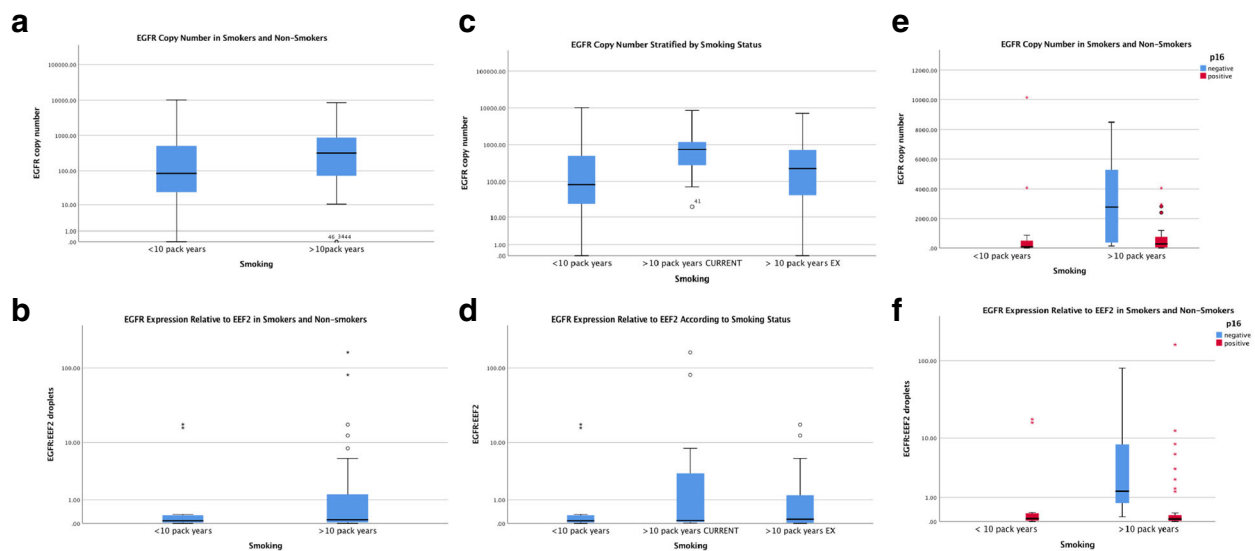 a
EGFR Copy Number in Smokers and Non-Smokers
EGFR copy number
100000.00
10000.00
1000.00
100.00
10.00
1.00
.00
<10 pack years
>10pack years
Smoking
b
EGFR Expression Relative to EEF2 in Smokers and Non-smokers
EGFR:EEF2 droplets
100.00
10.00
1.00
.00
<10 pack years
>10 pack years
Smoking
c
EGFR Copy Number Stratified by Smoking Status
EGFR copy number
100000.00
10000.00
1000.00
100.00
10.00
1.00
.00
41
<10 pack years
>10 pack years CURRENT
> 10 pack years EX
Smoking
d
EGFR Expression Relative to EEF2 According to Smoking Status
EGFR:EEF2
100.00
10.00
1.00
.00
<10 pack years
>10 pack years CURRENT
>10 pack years EX
Smoking
e
EGFR Copy Number in Smokers and Non-Smokers
p16
negative
positive
EGFR copy number
12000.00
10000.00
8000.00
6000.00
4000.00
2000.00
.00
<10 pack years
>10 pack years
Smoking
f
EGFR Expression Relative to EEF2 in Smokers and Non-Smokers
p16
negative
positive
EGFR:EEF2 droplets
100.00
10.00
1.00
.00
< 10 pack years
>10 pack years
Smoking